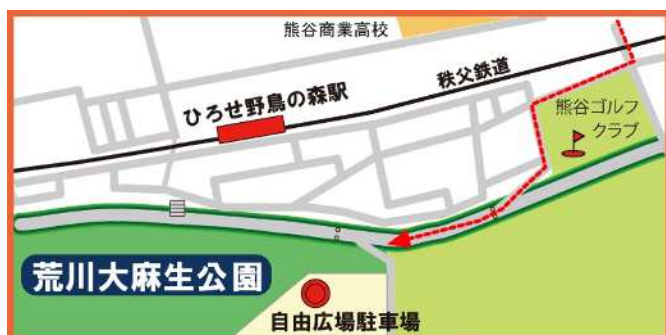 熊谷商業高校
秩父鉄道
ひろせ野鳥の森駅
熊谷ゴルフ
クラブ
荒川大麻生公園
自由広場駐車場